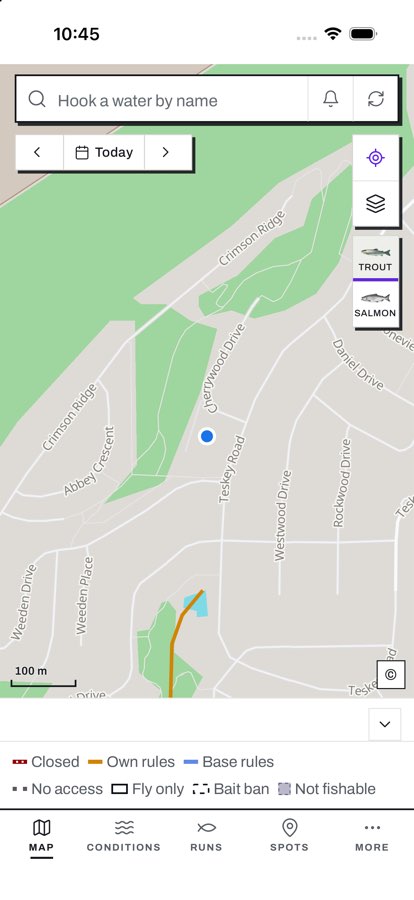 10:45
Hook a water by name
Today
TROUT
SALMON
Crimson Ridge
Cherrywood Drive
Daniel Drive
Crimson Ridge
Abbey Crescent
Teskey Road
Westwood Drive
Rockwood Drive
Weeden Drive
Weeden Place
100 m
Drive
©
Closed Own rules Base rules
No access Fly only Bait ban Not fishable
MAP CONDITIONS RUNS SPOTS MORE